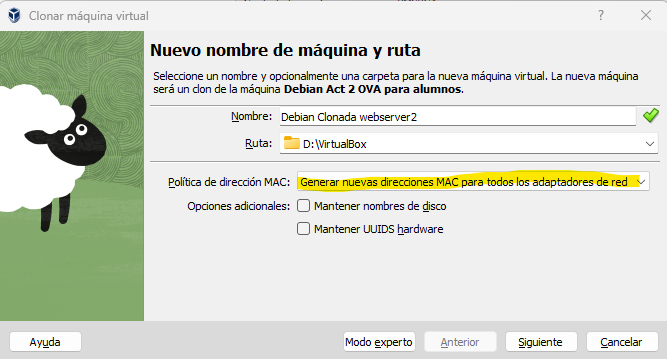 Clonar máquina virtual
Nuevo nombre de máquina y ruta
Seleccione un nombre y opcionalmente una carpeta para la nueva máquina virtual. La nueva máquina
será un clon de la máquina Debian Act 2 OVA para alumnos.
Nombre: Debian Clonada webserver2
Ruta: D:\VirtualBox
Política de dirección MAC: Generar nuevas direcciones MAC para todos los adaptadores de red
Opciones adicionales: Mantener nombres de disco
Mantener UUIDS hardware
Ayuda Modo experto Anterior Siguiente Cancelar